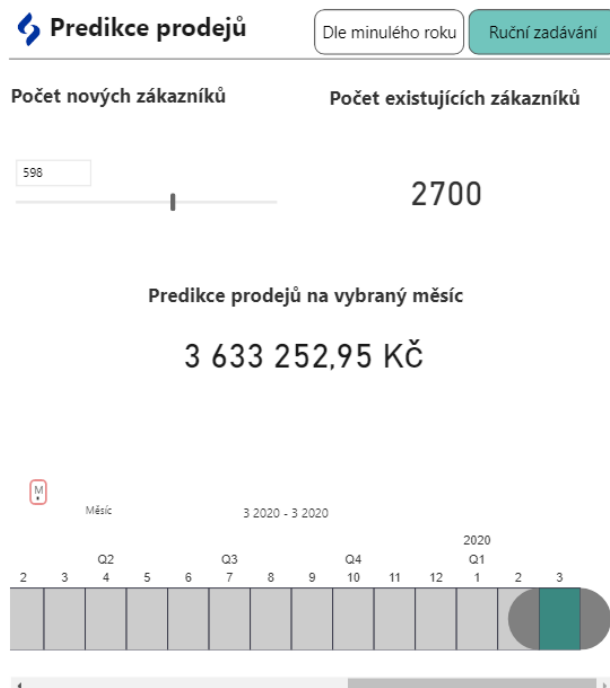 Predikce prodejů
Dle minulého roku
Ruční zadávání
Počet nových zákazníků
Počet existujících zákazníků
598
2700
Predikce prodejů na vybraný měsíc
3 633 252,95 Kč
M
Měsíc
3 2020 - 3 2020
2020
Q2 Q3 Q4 Q1
2 3 4 5 6 7 8 9 10 11 12 1 2 3